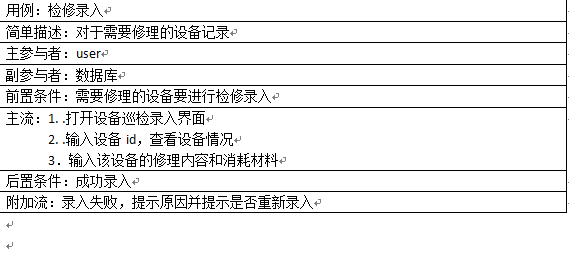 用例：检修录入
简单描述：对于需要修理的设备记录
主参与者：user
副参与者：数据库
前置条件：需要修理的设备要进行检修录入
主流：1. .打开设备巡检录入界面
2. .输入设备 id，查看设备情况
3．输入该设备的修理内容和消耗材料
后置条件：成功录入
附加流：录入失败，提示原因并提示是否重新录入